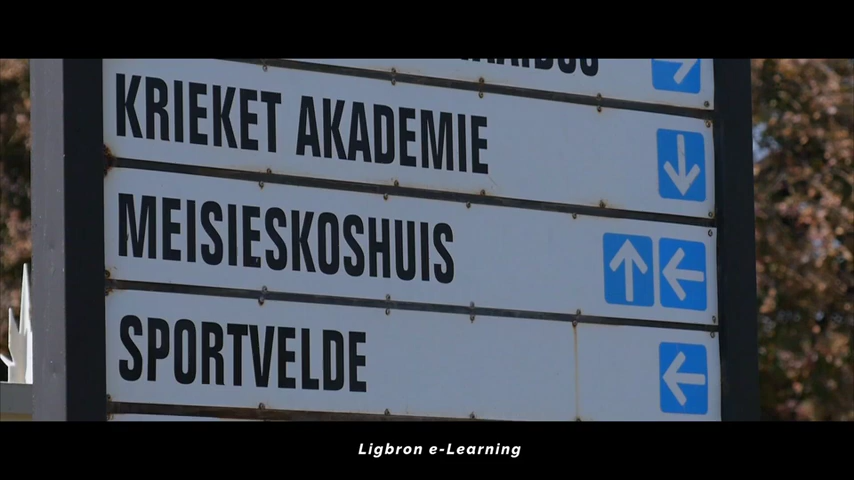 KRIEKET AKADEMIE
MEISIESKOSHUIS
SPORTVELDE
Ligbron e-Learning